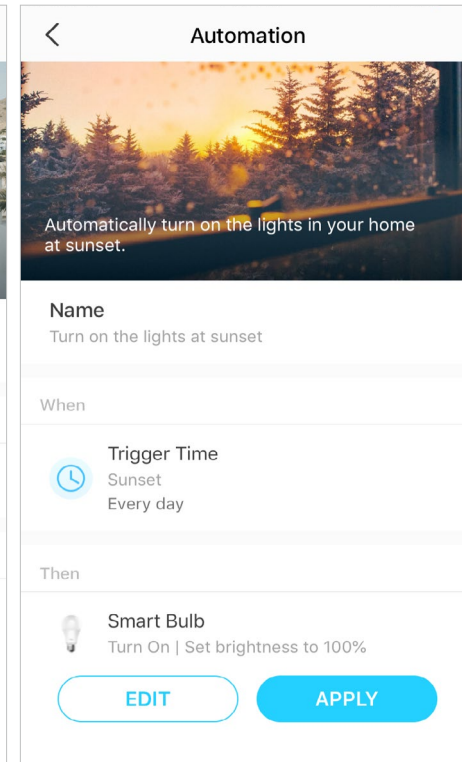 Automation
Automatically turn on the lights in your home
at sunset.
Name
Turn on the lights at sunset
When
Trigger Time
Sunset
Every day
Then
Smart Bulb
Turn On | Set brightness to 100%
EDIT
APPLY